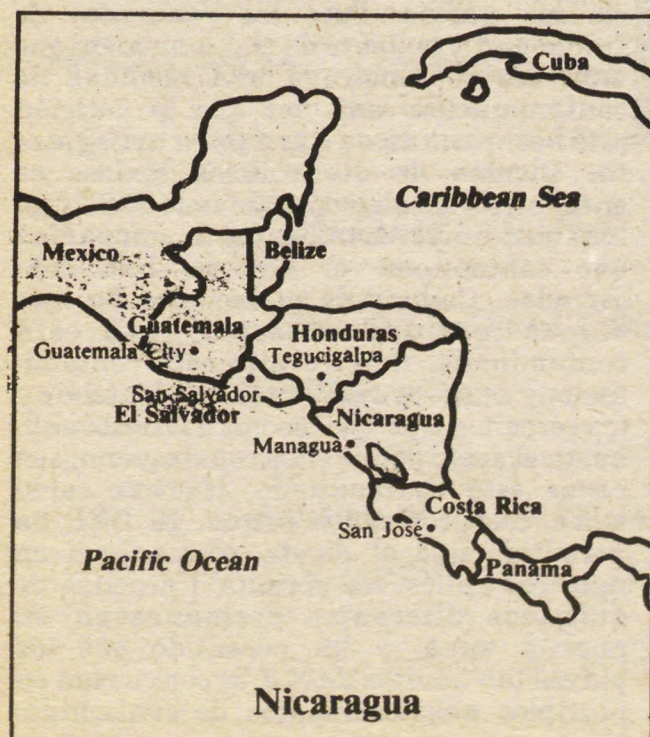 Cuba
Caribbean Sea
Mexico
Belize
Guatemala
Honduras
Guatemala City
Tegucigalpa
San Salvador
El Salvador
Nicaragua
Managua
Costa Rica
San José
Pacific Ocean
Panama
Nicaragua